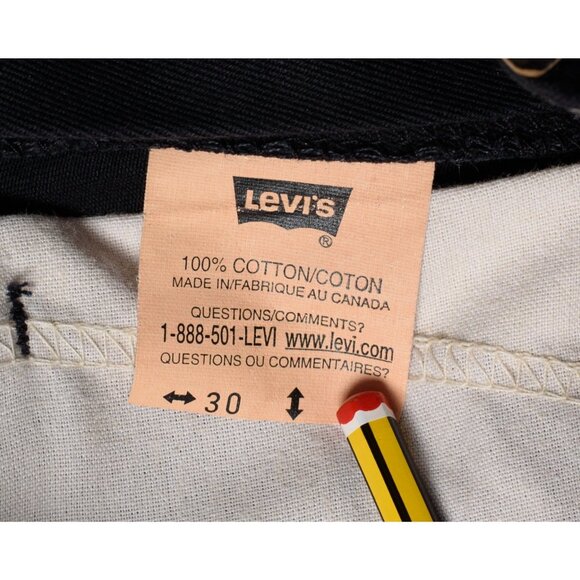 Levi's ®
100% COTTON/COTON
MADE IN/FABRIQUE AU CANADA
QUESTIONS/COMMENTS?
1-888-501-LEVI www.levi.com
QUESTIONS OU COMMENTAIRES?
↔ 30 ↕